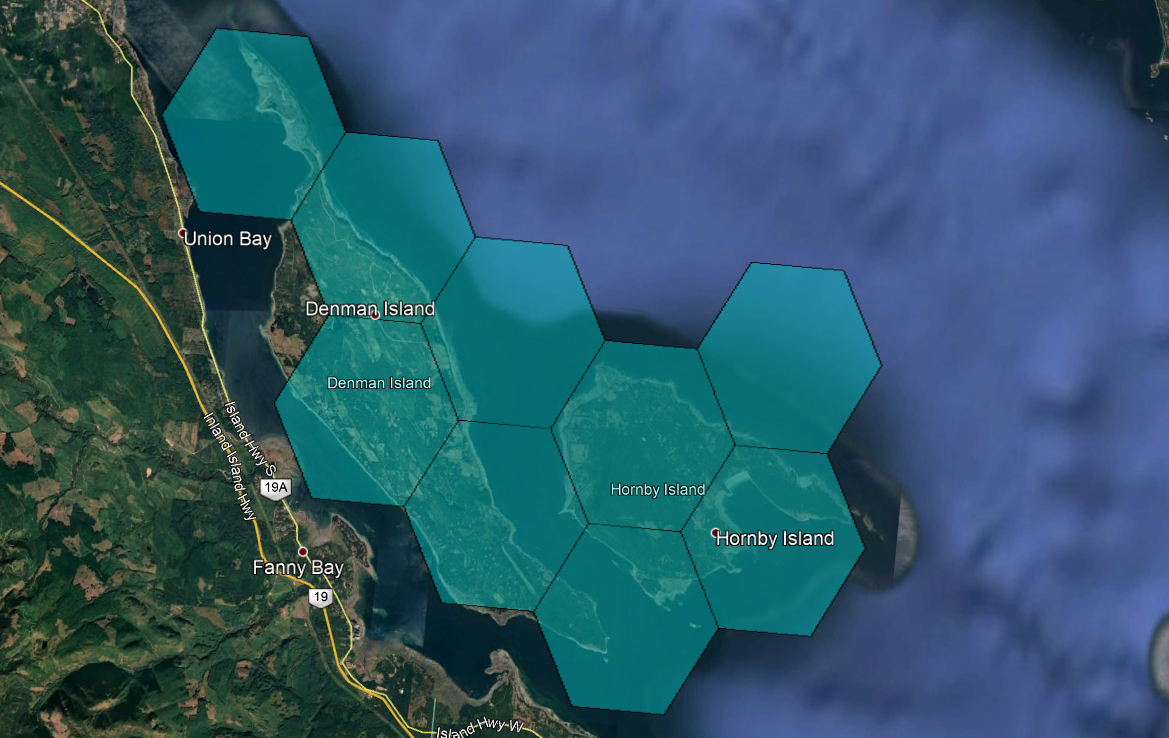 Union Bay
Denman Island
Denman Island
Island Hwy S
Inland Island Hwy
19A
Hornby Island
Hornby Island
Fanny Bay
19
Island Hwy W